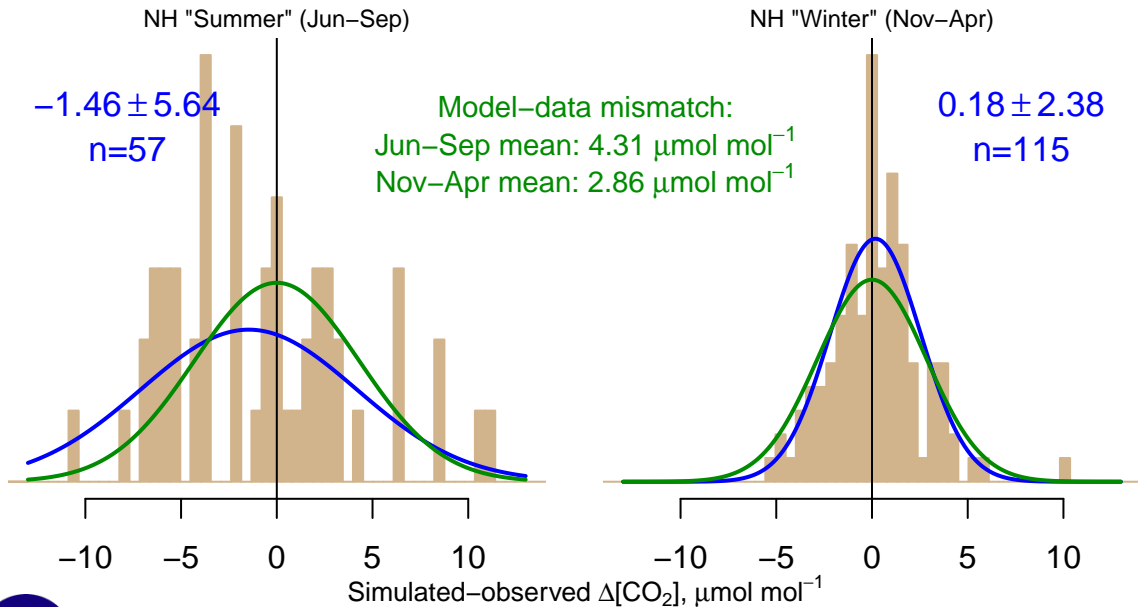 NH "Summer" (Jun−Sep)
NH "Winter" (Nov−Apr)
−1.46 ± 5.64
n=57
Model−data mismatch:
Jun−Sep mean: 4.31 μmol mol⁻¹
Nov−Apr mean: 2.86 μmol mol⁻¹
0.18 ± 2.38
n=115
−10 −5 0 5 10
−10 −5 0 5 10
Simulated−observed Δ[CO₂], μmol mol⁻¹